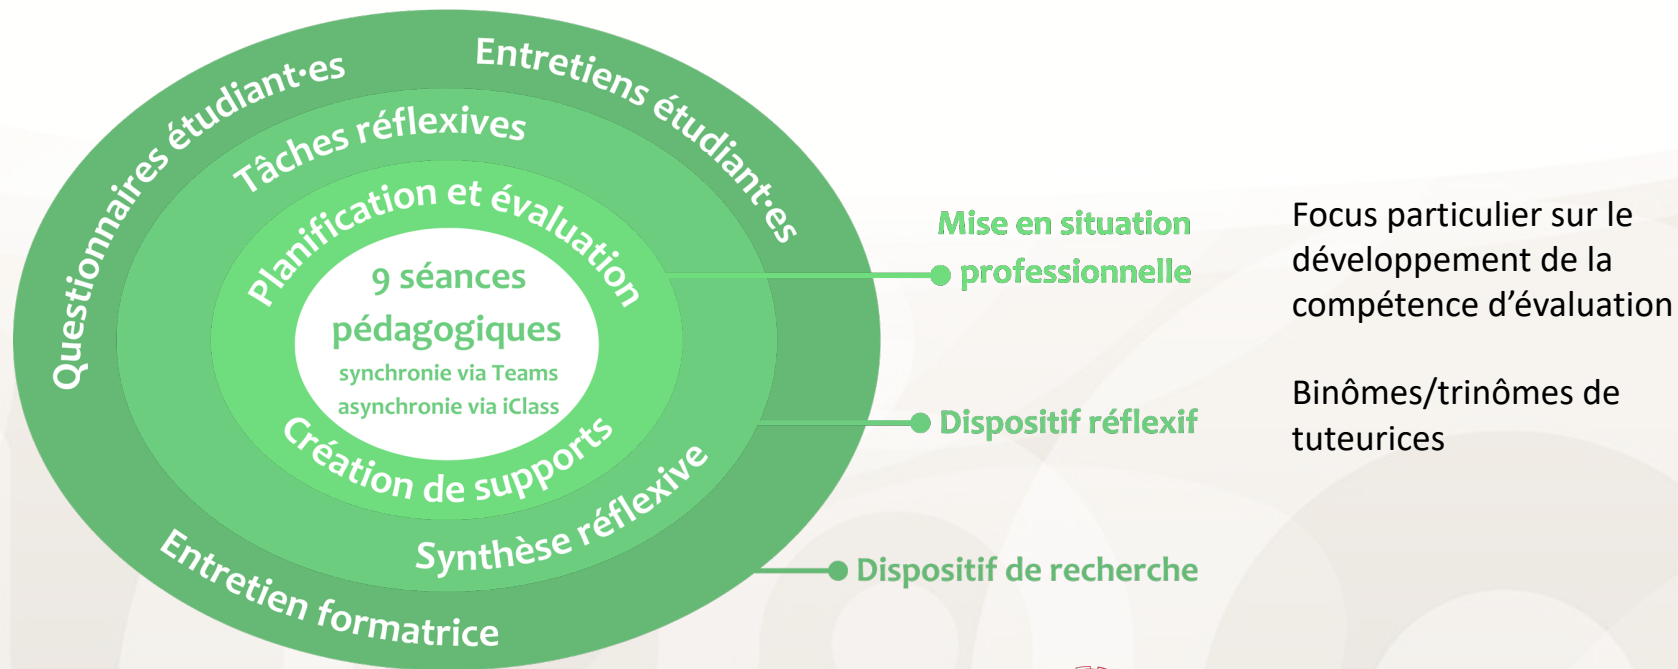 Questionnaires étudiant·es
Entretiens étudiant·es
Tâches réflexives
Planification et évaluation
9 séances
pédagogiques
synchronie via Teams
asynchronie via iClass
Création de supports
Synthèse réflexive
Entretien formatrice
Mise en situation
professionnelle
Dispositif réflexif
Dispositif de recherche
Focus particulier sur le
développement de la
compétence d’évaluation
Binômes/trinômes de
tuteurices